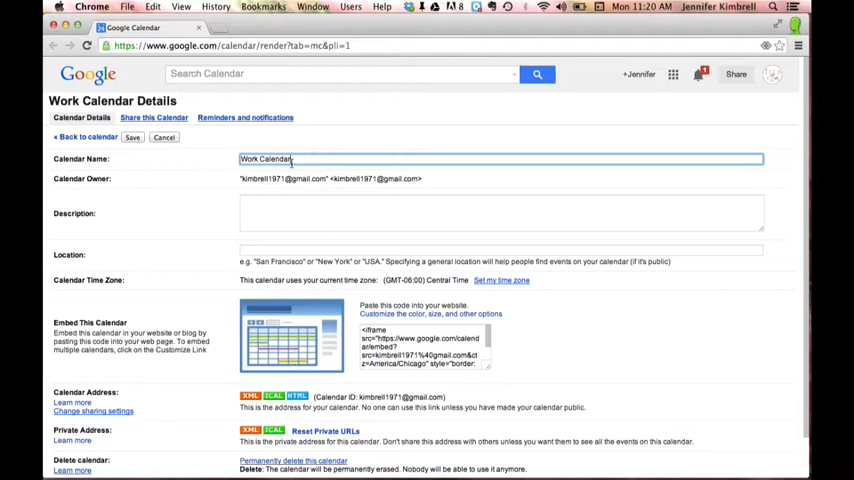 Chrome File Edit View History Bookmarks Window Users Help
8
Mon 11:20 AM Jennifer Kimbrell
Google Calendar
https://www.google.com/calendar/render?tab=mc&pli=1
Google
Search Calendar
+Jennifer
1
Share
Work Calendar Details
Calendar Details Share this Calendar Reminders and notifications
« Back to calendar Save Cancel
Calendar Name: Work Calendar
Calendar Owner: "kimbrell1971@gmail.com" <kimbrell1971@gmail.com>
Description:
Location:
e.g. "San Francisco" or "New York" or "USA." Specifying a general location will help people find events on your calendar (if it's public)
Calendar Time Zone: This calendar uses your current time zone: (GMT-06:00) Central Time Set my time zone
Embed This Calendar
Embed this calendar in your website or blog by
pasting this code into your web page. To embed
multiple calendars, click on the Customize Link
Paste this code into your website.
Customize the color, size, and other options
<iframe
src="https://www.google.com/calend
ar/embed?
src=kimbrell1971%40gmail.com&ct
z=America/Chicago" style="border:
Calendar Address:
Learn more
Change sharing settings
XML ICAL HTML (Calendar ID: kimbrell1971@gmail.com)
This is the address for your calendar. No one can use this link unless you have made your calendar public.
Private Address:
Learn more
XML ICAL Reset Private URLs
This is the private address for this calendar. Don't share this address with others unless you want them to see all the events on this calendar.
Delete calendar:
Learn more
Permanently delete this calendar
Delete: The calendar will be permanently erased. Nobody will be able to use it anymore.